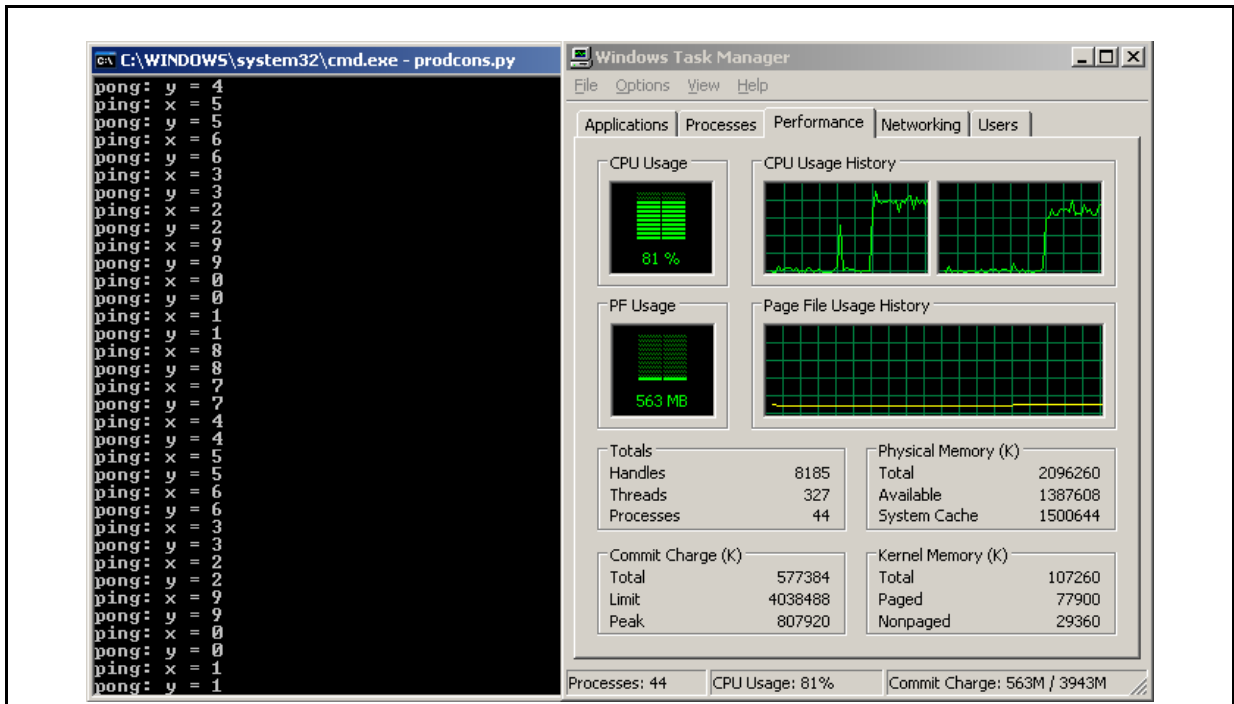 C:\WINDOWS\system32\cmd.exe - prodcons.py
pong: y = 4
ping: x = 5
pong: y = 5
ping: x = 6
pong: y = 6
ping: x = 3
pong: y = 3
ping: x = 2
pong: y = 2
ping: x = 9
pong: y = 9
ping: x = 0
pong: y = 0
ping: x = 1
pong: y = 1
ping: x = 8
pong: y = 8
ping: x = 7
pong: y = 7
ping: x = 4
pong: y = 4
ping: x = 5
pong: y = 5
ping: x = 6
pong: y = 6
ping: x = 3
pong: y = 3
ping: x = 2
pong: y = 2
ping: x = 9
pong: y = 9
ping: x = 0
pong: y = 0
ping: x = 1
pong: y = 1
Windows Task Manager
File Options View Help
Applications Processes Performance Networking Users
CPU Usage
81 %
CPU Usage History
PF Usage
563 MB
Page File Usage History
Totals
Handles 8185
Threads 327
Processes 44
Physical Memory (K)
Total 2096260
Available 1387608
System Cache 1500644
Commit Charge (K)
Total 577384
Limit 4038488
Peak 807920
Kernel Memory (K)
Total 107260
Paged 77900
Nonpaged 29360
Processes: 44 CPU Usage: 81% Commit Charge: 563M / 3943M